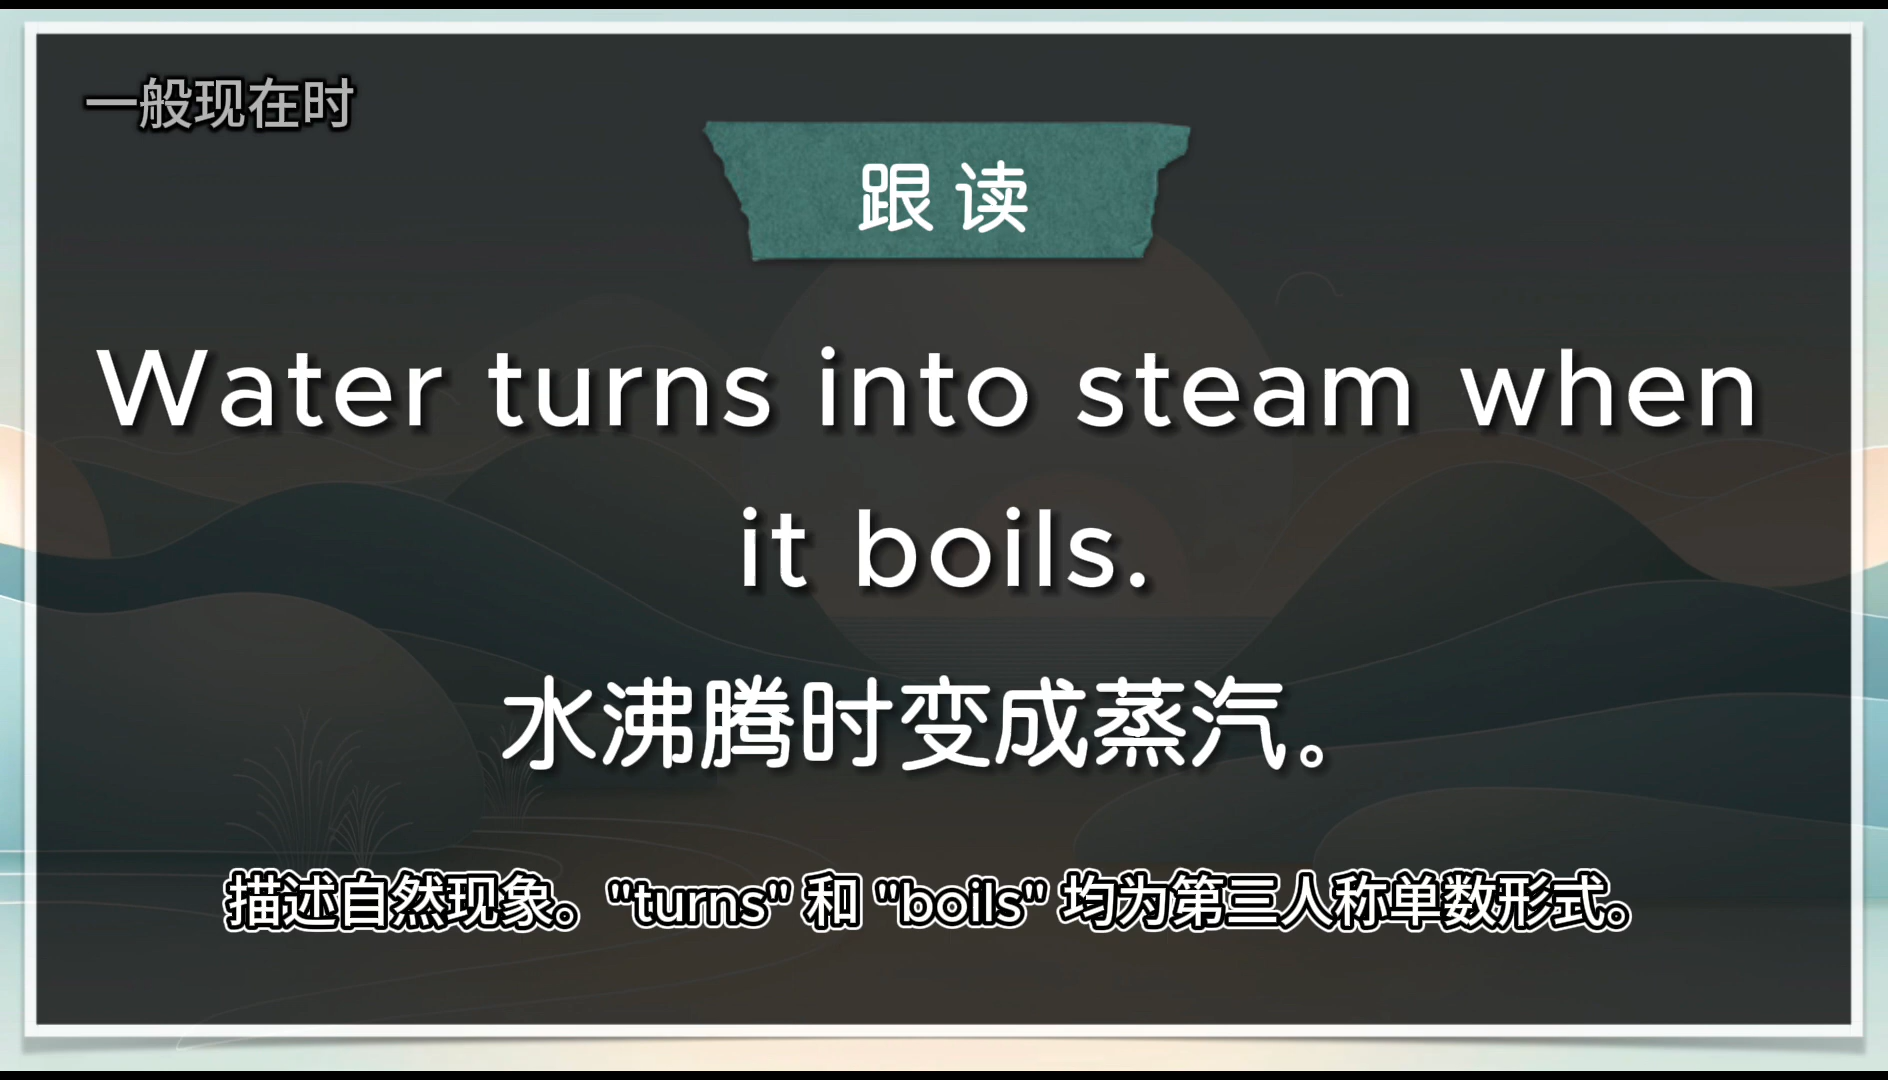 一般现在时
跟读
Water turns into steam when
it boils.
水沸腾时变成蒸汽。
描述自然现象。"turns" 和 "boils" 均为第三人称单数形式。